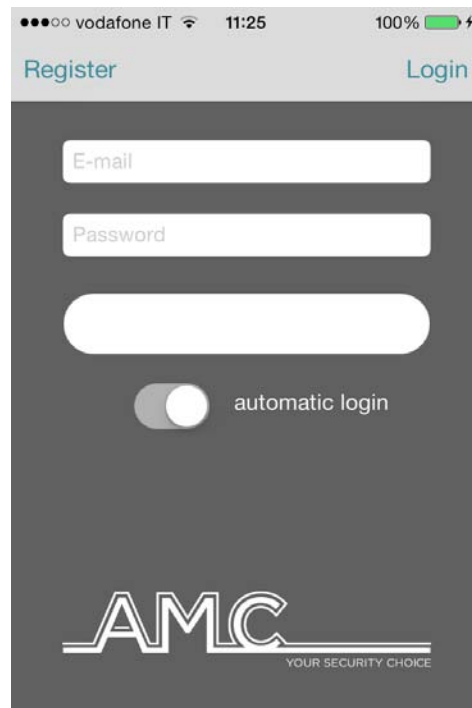 vodafone IT 11:25 100%
Register Login
E-mail
Password
automatic login
AMC
YOUR SECURITY CHOICE